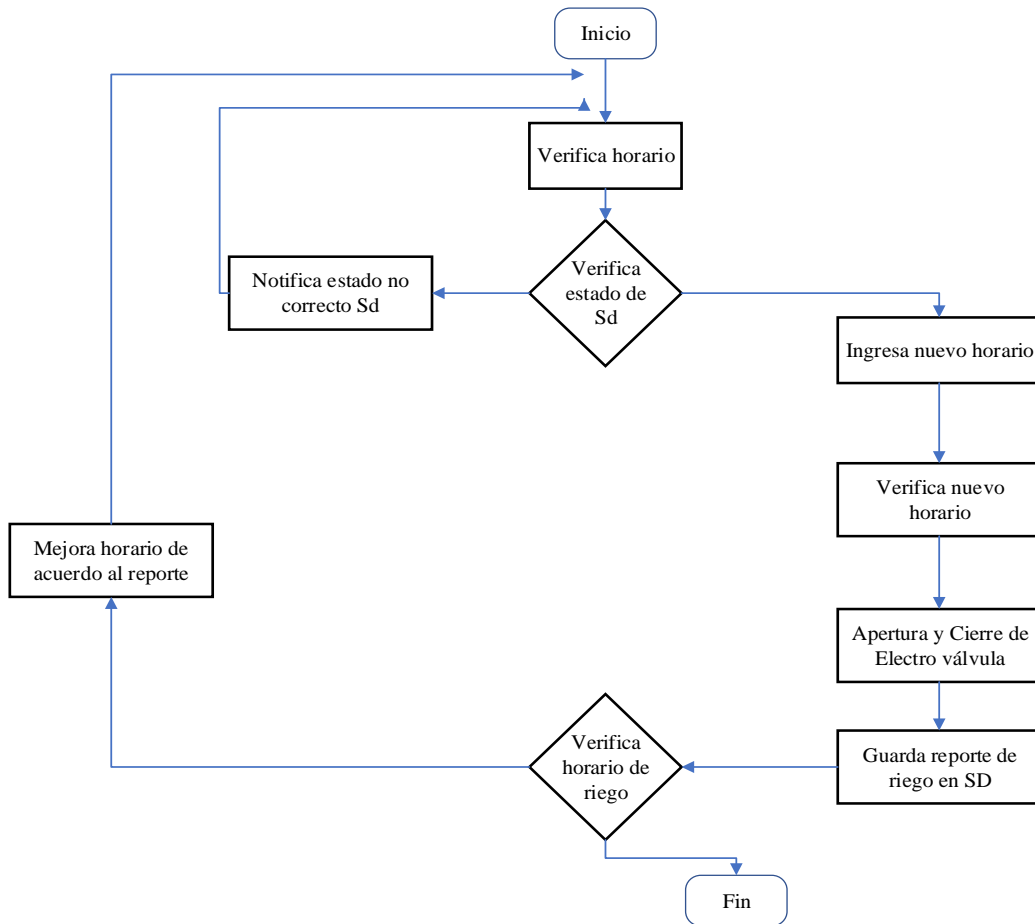 Inicio
Verifica horario
Verifica
estado de
Sd
Notifica estado no
correcto Sd
Ingresa nuevo horario
Verifica nuevo
horario
Mejora horario de
acuerdo al reporte
Apertura y Cierre de
Electro válvula
Verifica
horario de
riego
Guarda reporte de
riego en SD
Fin